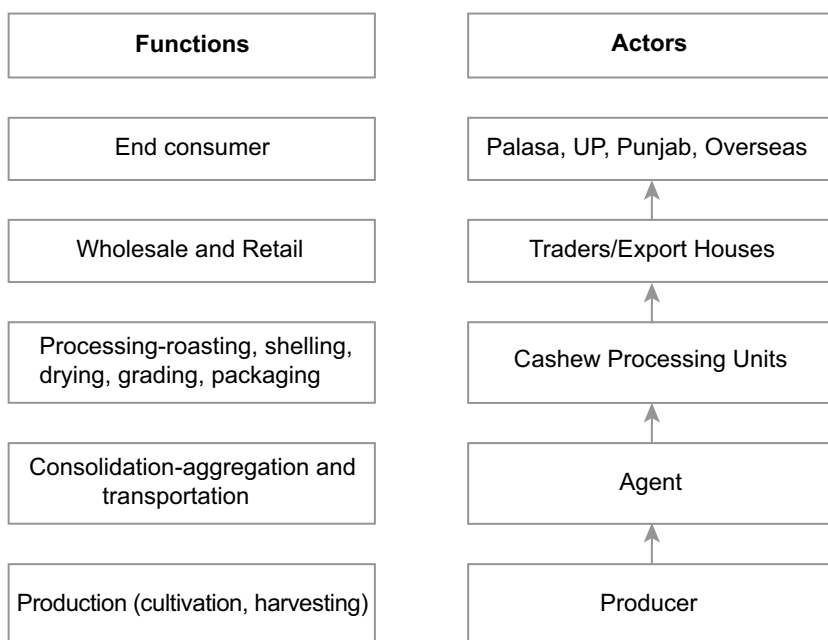 Functions
Actors
End consumer
Palasa, UP, Punjab, Overseas
Wholesale and Retail
Traders/Export Houses
Processing-roasting, shelling,
drying, grading, packaging
Cashew Processing Units
Consolidation-aggregation and
transportation
Agent
Production (cultivation, harvesting)
Producer